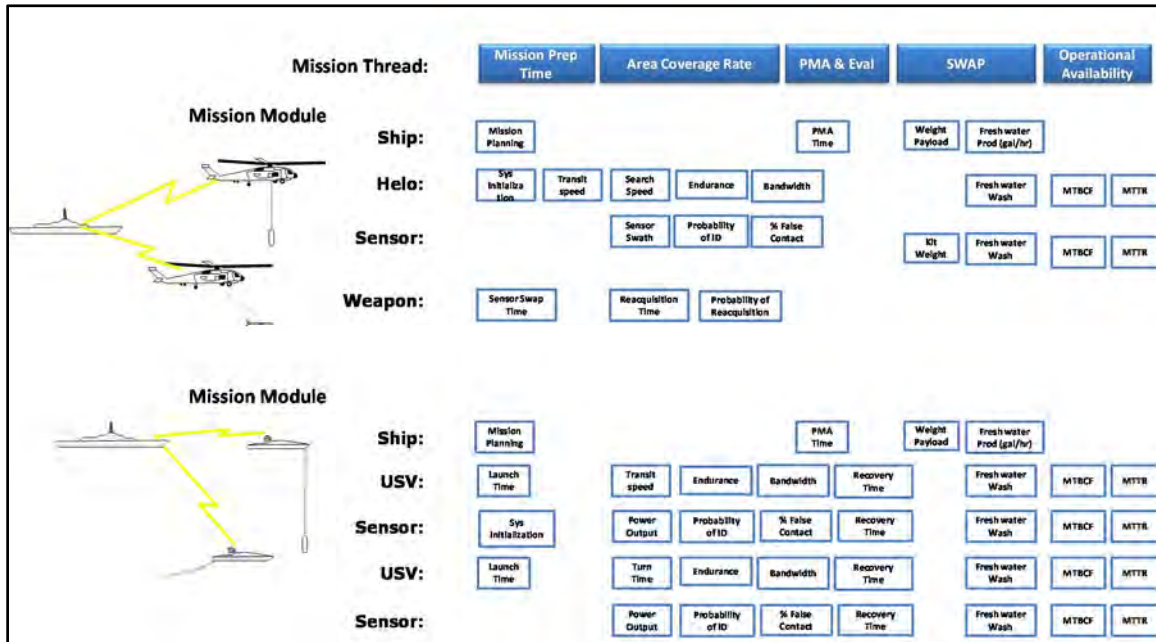 Mission Thread:
Mission Prep
Time
Area Coverage Rate
PMA & Eval
SWAP
Operational
Availability
Mission Module
Ship:
Mission
Planning
PMA
Time
Weight
Payload
Fresh water
Prod (gal/hr)
Helo:
Sys
Initializa
tion
Transit
speed
Search
Speed
Endurance
Bandwidth
Fresh water
Wash
MTBCF
MTTR
Sensor:
Sensor
Swath
Probability
of ID
% False
Contact
Kit
Weight
Fresh water
Wash
MTBCF
MTTR
Weapon:
Sensor Swap
Time
Reacquisition
Time
Probability of
Reacquisition
Mission Module
Ship:
Mission
Planning
PMA
Time
Weight
Payload
Fresh water
Prod (gal/hr)
USV:
Launch
Time
Transit
speed
Endurance
Bandwidth
Recovery
Time
Fresh water
Wash
MTBCF
MTTR
Sensor:
Sys
Initialization
Power
Output
Probability
of ID
% False
Contact
Recovery
Time
Fresh water
Wash
MTBCF
MTTR
USV:
Launch
Time
Turn
Time
Endurance
Bandwidth
Recovery
Time
Fresh water
Wash
MTBCF
MTTR
Sensor:
Power
Output
Probability
of ID
% False
Contact
Recovery
Time
Fresh water
Wash
MTBCF
MTTR